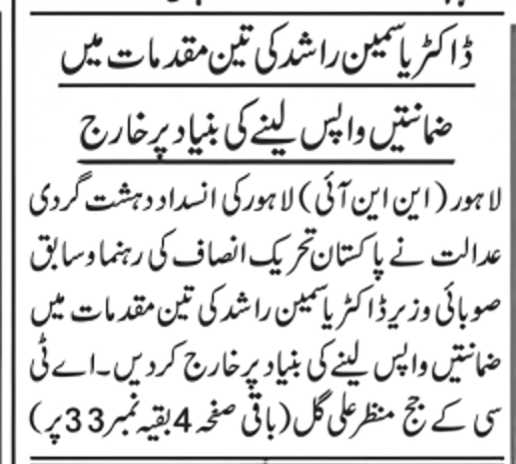 ڈاکٹر یاسمین راشد کی تین مقدمات میں
ضمانتیں واپس لینے کی بنیاد پر خارج
لاہور (این این آئی) لاہور کی انسداد دہشت گردی
عدالت نے پاکستان تحریک انصاف کی رہنما و سابق
صوبائی وزیر ڈاکٹر یاسمین راشد کی تین مقدمات میں
ضمانتیں واپس لینے کی بنیاد پر خارج کر دیں۔ اے ٹی
سی کے جج منظر علی گل (باقی صفحہ 4 بقیہ نمبر 33 پر)